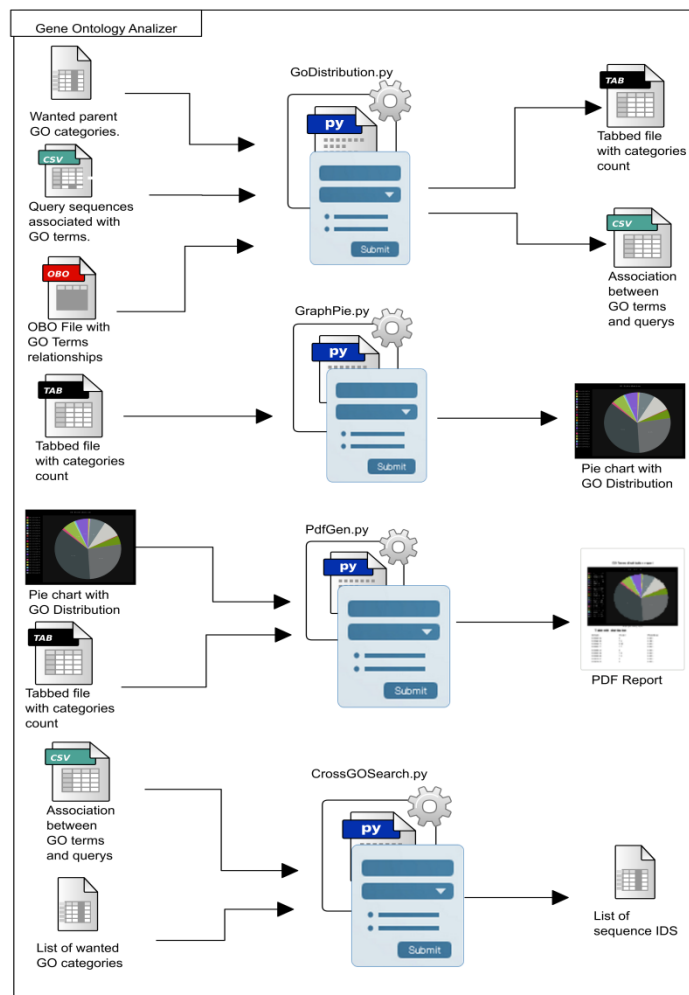 Gene Ontology Analizer
Wanted parent
GO categories.
CSV
Query sequences
associated with
GO terms.
OBO
OBO File with
GO Terms
relationships
GoDistribution.py
py
Submit
TAB
Tabbed file
with categories
count
CSV
Association
between
GO terms
and querys
TAB
Tabbed file
with categories
count
GraphPie.py
py
Submit
Pie chart with
GO Distribution
Pie chart with
GO Distribution
TAB
Tabbed file
with categories
count
PdfGen.py
py
Submit
PDF Report
CSV
Association
between
GO terms
and querys
List of wanted
GO categories
CrossGOSearch.py
py
Submit
List of
sequence IDS